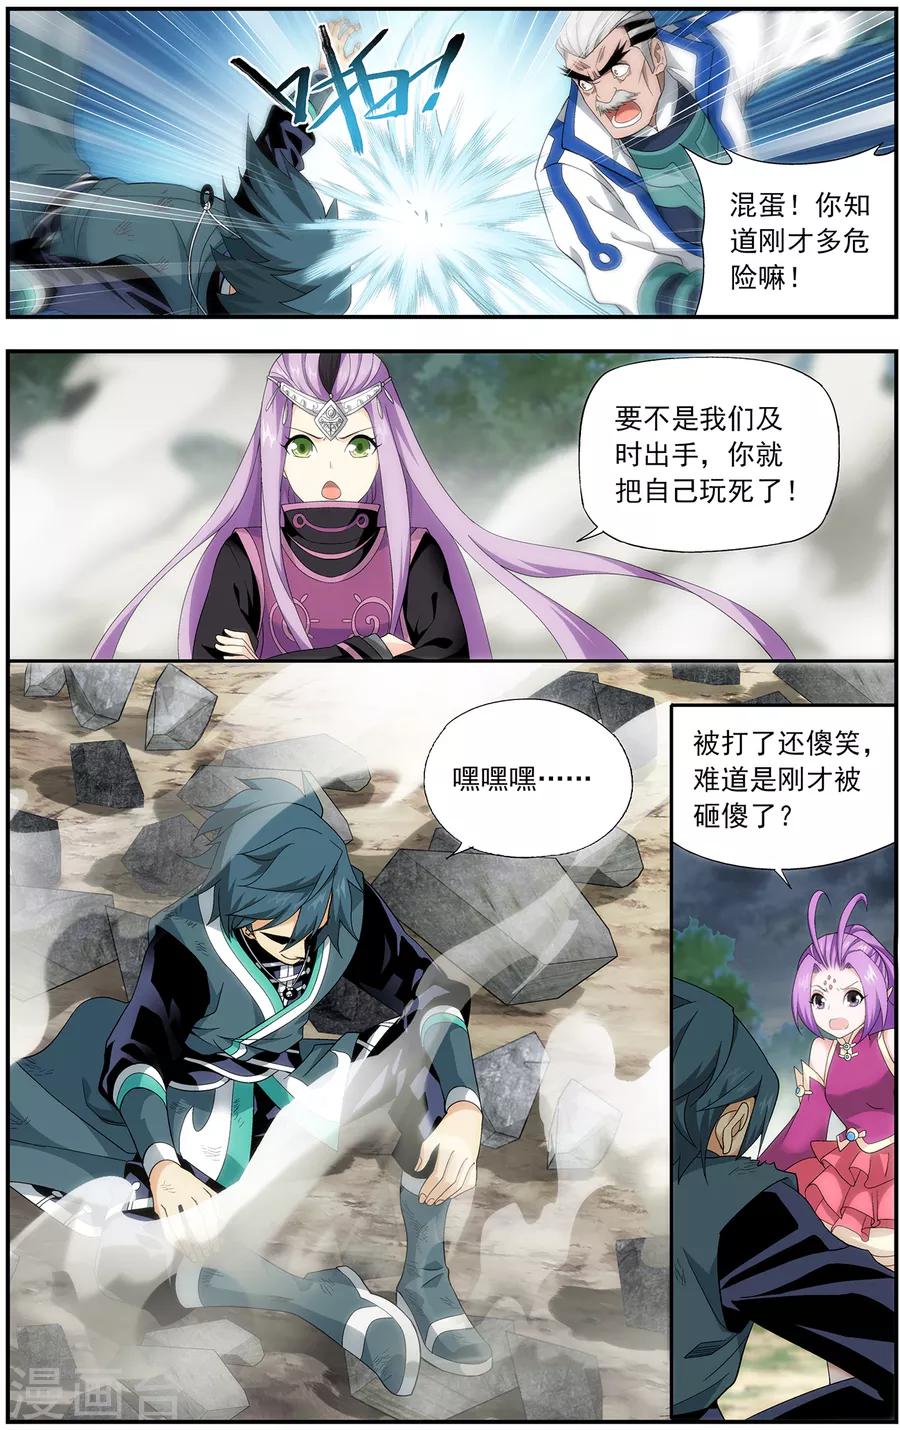 啪！
混蛋！你知
道刚才多危
险嘛！
要不是我们及
时出手，你就
把自己玩死了！
嘿嘿嘿……
被打了还傻笑，
难道是刚才被
砸傻了？
漫画台